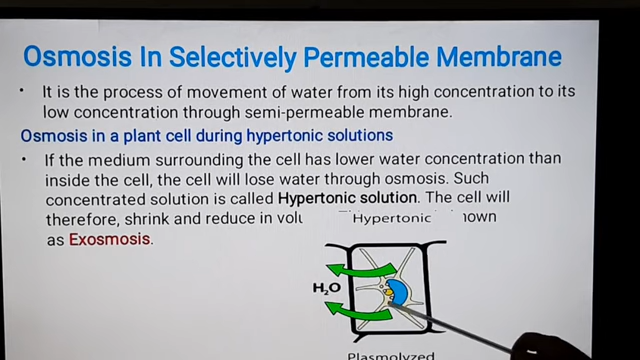 Osmosis In Selectively Permeable Membrane
• It is the process of movement of water from its high concentration to its
low concentration through semi-permeable membrane.
Osmosis in a plant cell during hypertonic solutions
• If the medium surrounding the cell has lower water concentration than
inside the cell, the cell will lose water through osmosis. Such
concentrated solution is called Hypertonic solution. The cell will
therefore, shrink and reduce in
as Exosmosis.
Hypertonic
H₂O
Plasmolyzed